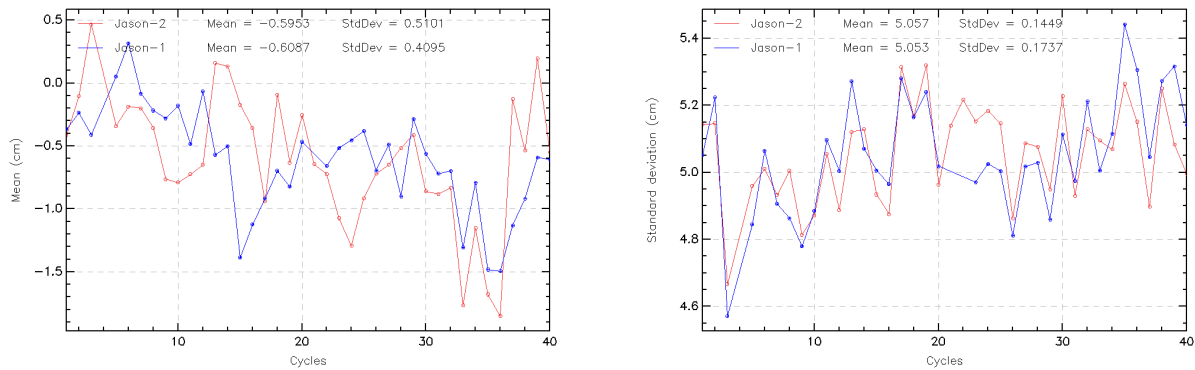 0.5
0.0
−0.5
−1.0
−1.5
Mean (cm)
Jason−2 Mean = −0.5953 StdDev = 0.5101
Jason−1 Mean = −0.6087 StdDev = 0.4095
10 20 30 40
Cycles
5.4
5.2
5.0
4.8
4.6
Standard deviation (cm)
Jason−2 Mean = 5.057 StdDev = 0.1449
Jason−1 Mean = 5.053 StdDev = 0.1737
10 20 30 40
Cycles